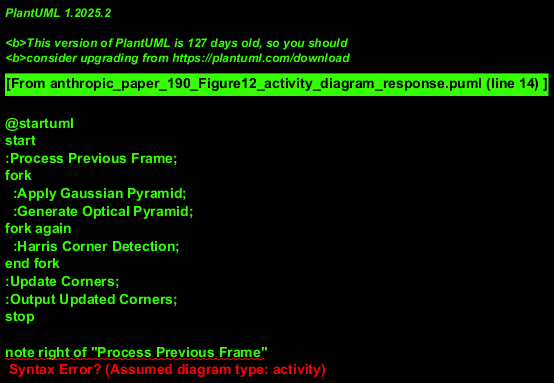 PlantUML 1.2025.2
<b>This version of PlantUML is 127 days old, so you should
<b>consider upgrading from https://plantuml.com/download
[From anthropic_paper_190_Figure12_activity_diagram_response.puml (line 14) ]
@startuml
start
:Process Previous Frame;
fork
:Apply Gaussian Pyramid;
:Generate Optical Pyramid;
fork again
:Harris Corner Detection;
end fork
:Update Corners;
:Output Updated Corners;
stop
note right of "Process Previous Frame"
Syntax Error? (Assumed diagram type: activity)